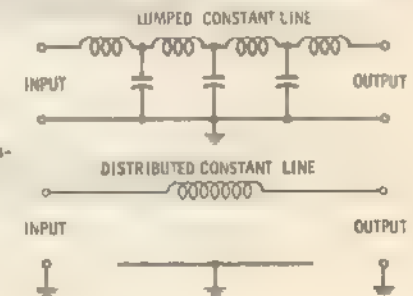 LUMPED CONSTANT LINE
INPUT
OUTPUT
DISTRIBUTED CONSTANT LINE
INPUT
OUTPUT